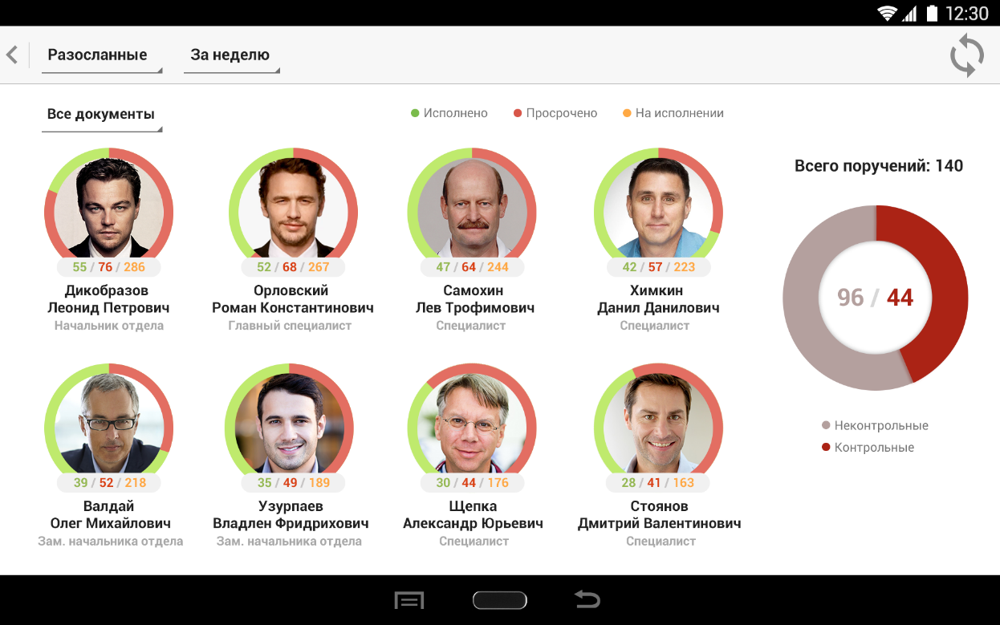 12:30
Разосланные
За неделю
Все документы
Исполнено
Просрочено
На исполнении
55 / 76 / 286
Дикобразов
Леонид Петрович
Начальник отдела
52 / 68 / 267
Орловский
Роман Константинович
Главный специалист
47 / 64 / 244
Самохин
Лев Трофимович
Специалист
42 / 57 / 223
Химкин
Данил Данилович
Специалист
39 / 52 / 218
Валдай
Олег Михайлович
Зам. начальника отдела
35 / 49 / 189
Узурпаев
Владлен Фридрихович
Зам. начальника отдела
30 / 44 / 176
Щепка
Александр Юрьевич
Специалист
28 / 41 / 163
Стоянов
Дмитрий Валентинович
Специалист
Всего поручений: 140
96 / 44
Неконтрольные
Контрольные